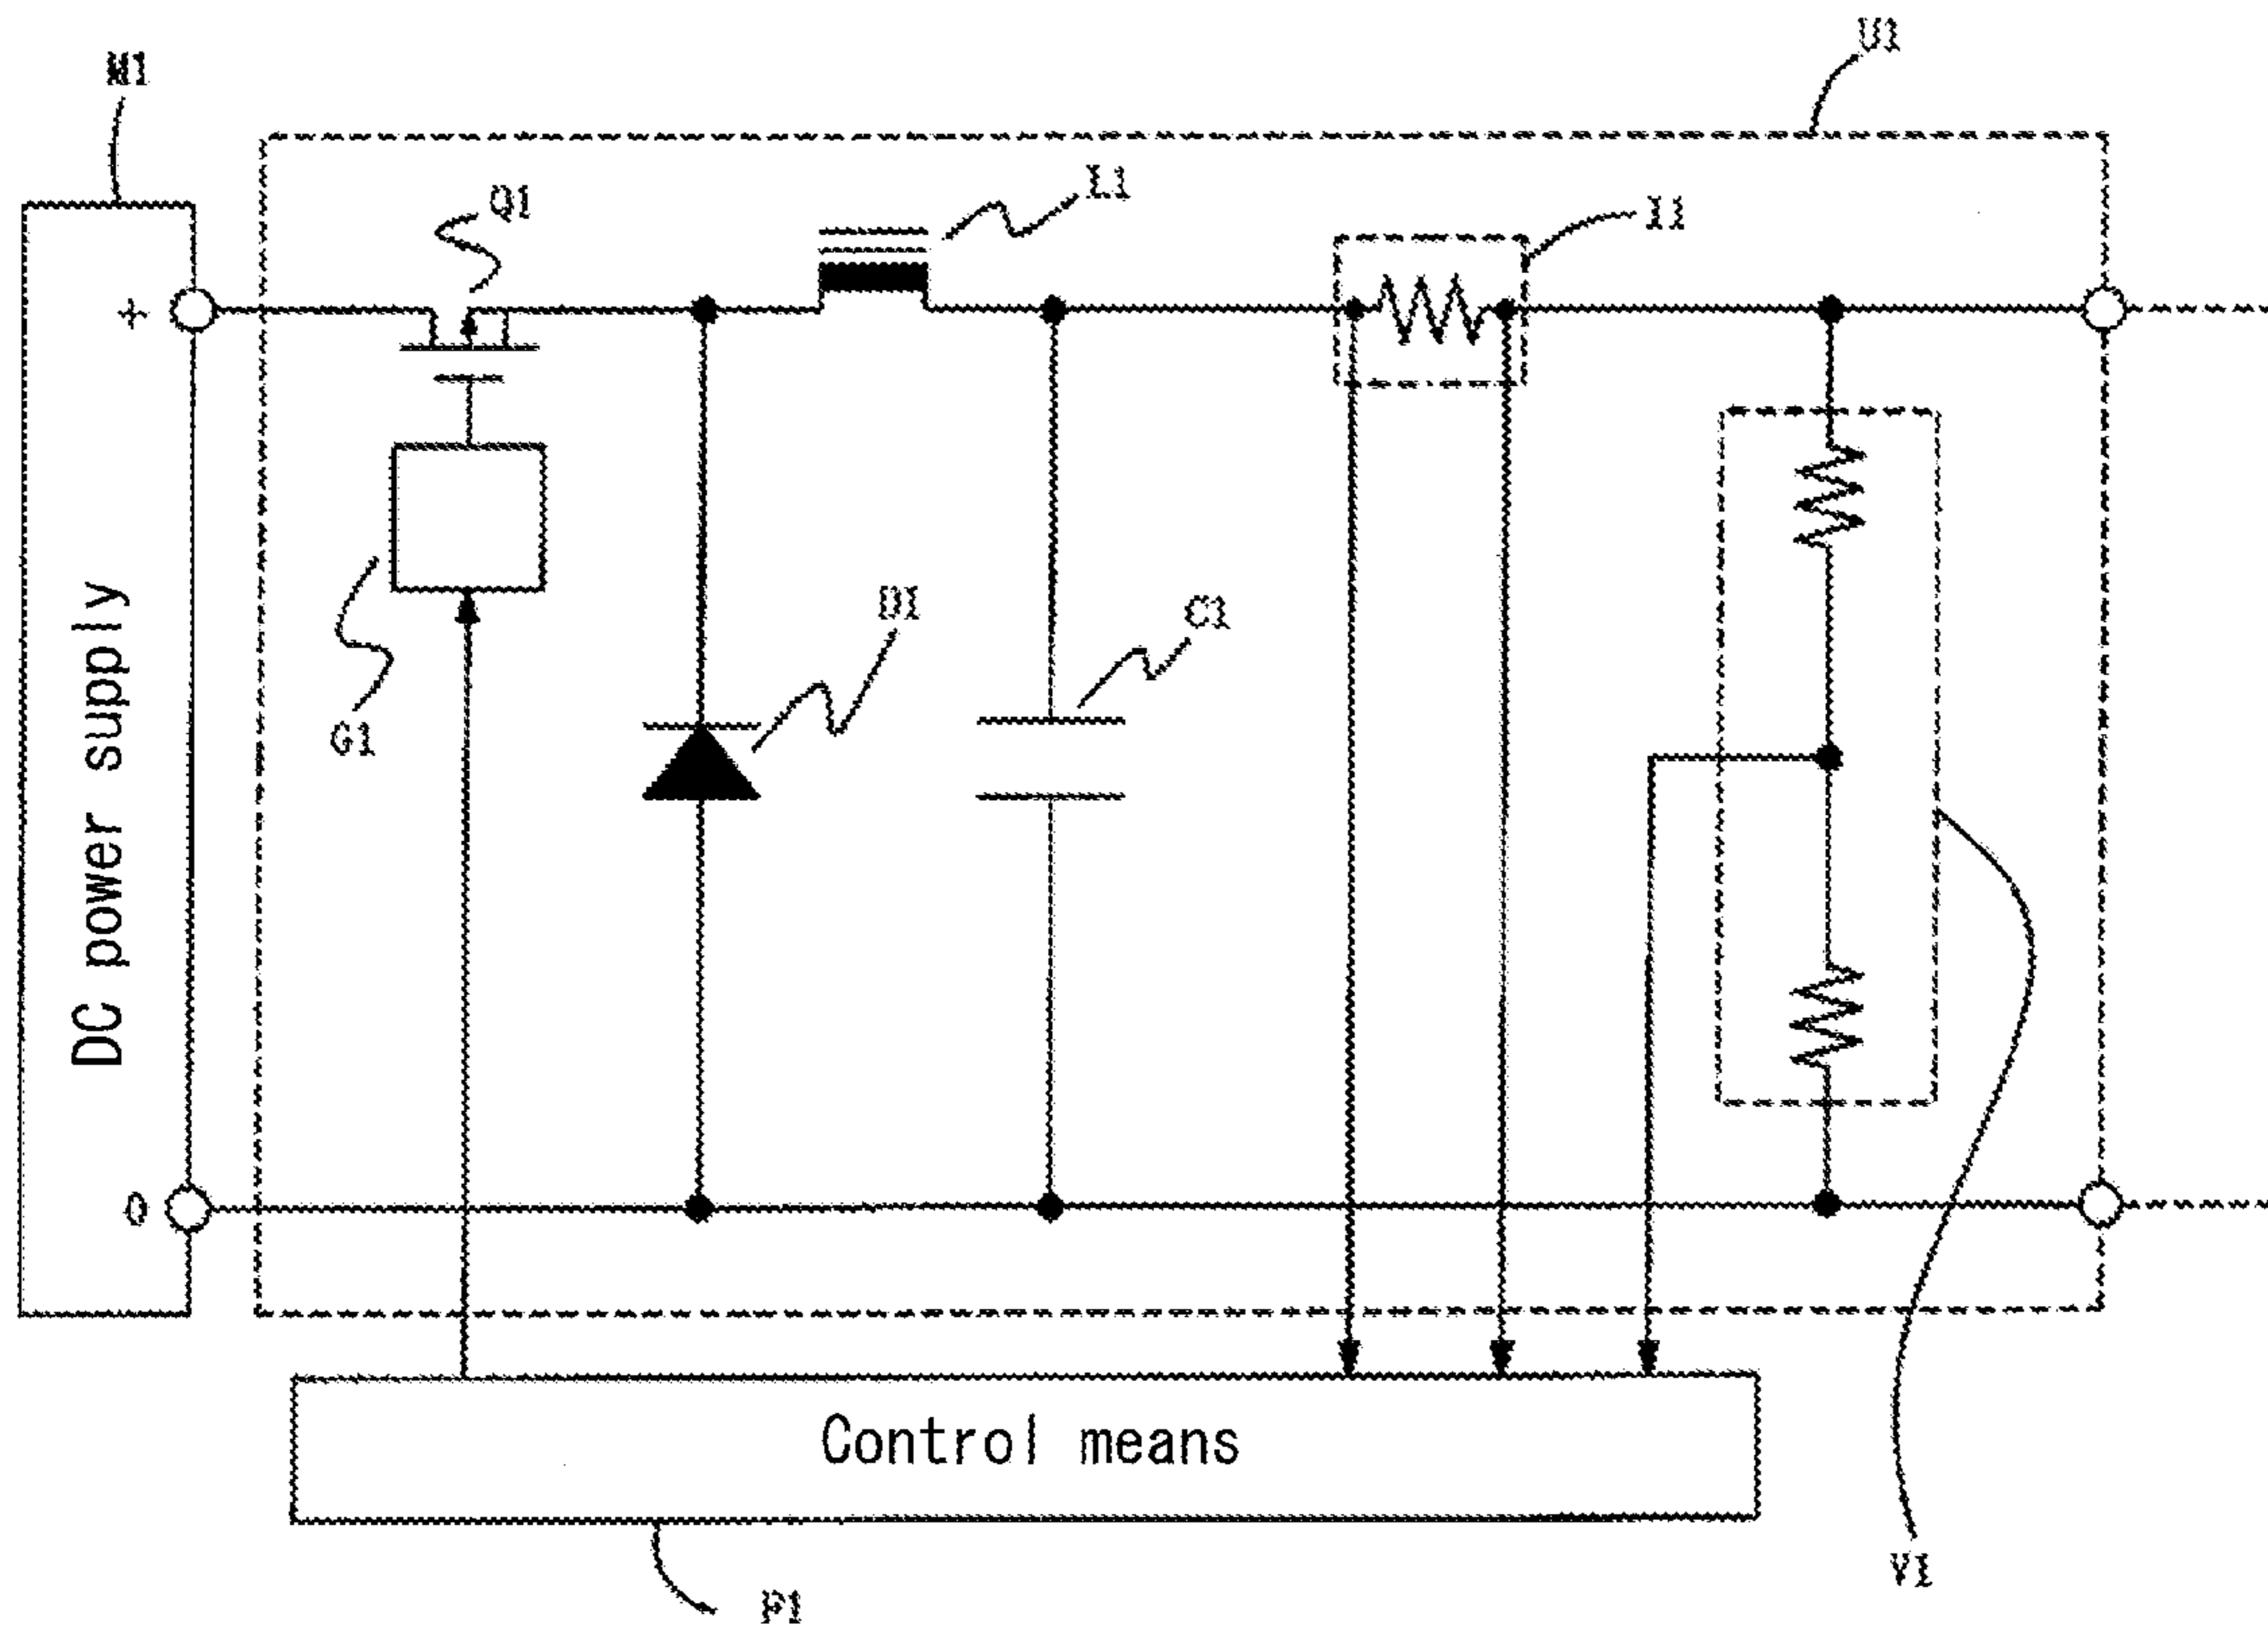 U1
M1
Q1
L1
I1
+
D1
C1
G1
DC power supply
0
Control means
V1
P1